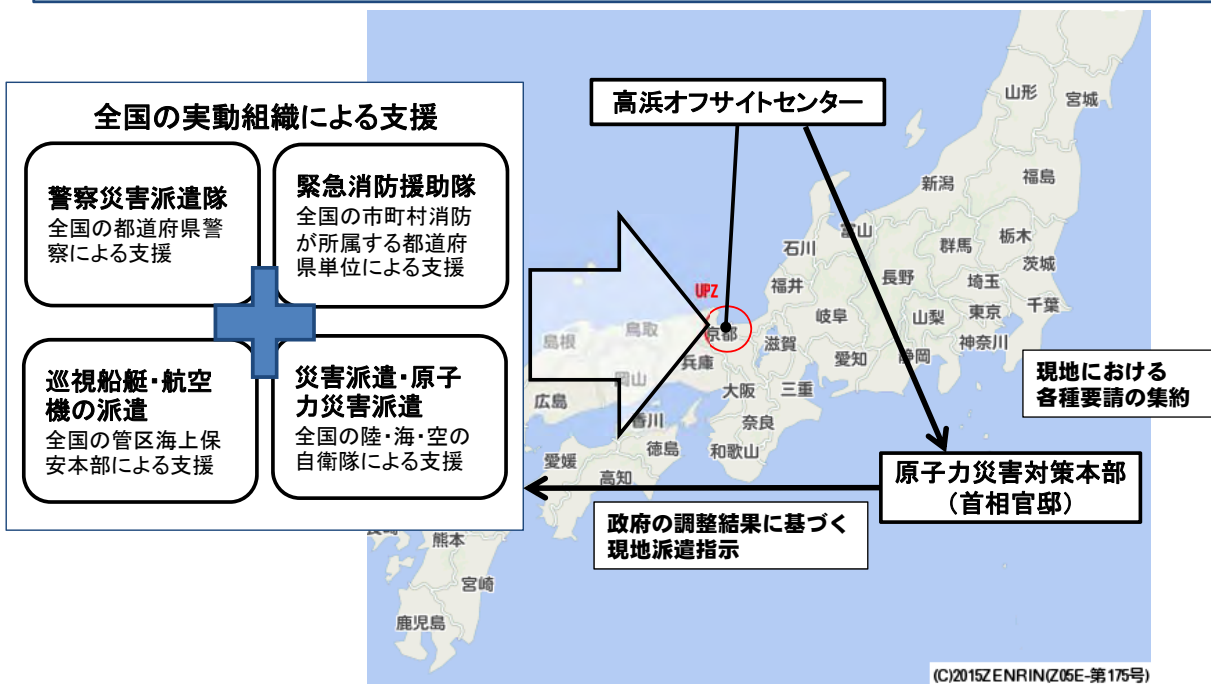 全国の実動組織による支援
警察災害派遣隊
全国の都道府県警
察による支援
緊急消防援助隊
全国の市町村消防
が所属する都道府
県単位による支援
巡視船艇・航空
機の派遣
全国の管区海上保
安本部による支援
災害派遣・原子
力災害派遣
全国の陸・海・空の
自衛隊による支援
高浜オフサイトセンター
現地における
各種要請の集約
原子力災害対策本部
（首相官邸）
政府の調整結果に基づく
現地派遣指示
UPZ
山形
宮城
新潟
福島
富山
石川
群馬
栃木
茨城
福井
長野
埼玉
岐阜
山梨
東京
千葉
神奈川
静岡
愛知
滋賀
京都
兵庫
鳥取
島根
岡山
広島
大阪
三重
奈良
和歌山
香川
徳島
愛媛
高知
熊本
宮崎
鹿児島
(C)2015ZENRIN(Z05E-第175号)